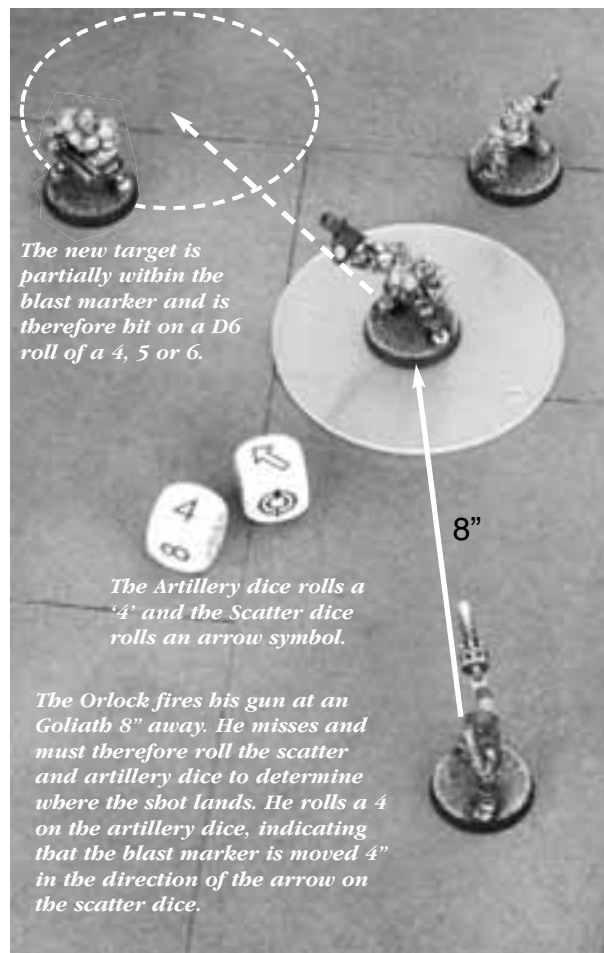 The new target is
partially within the
blast marker and is
therefore hit on a D6
roll of a 4, 5 or 6.
8”
4
8
The Artillery dice rolls a
‘4’ and the Scatter dice
rolls an arrow symbol.
The Orlock fires his gun at an
Goliath 8” away. He misses and
must therefore roll the scatter
and artillery dice to determine
where the shot lands. He rolls a 4
on the artillery dice, indicating
that the blast marker is moved 4”
in the direction of the arrow on
the scatter dice.